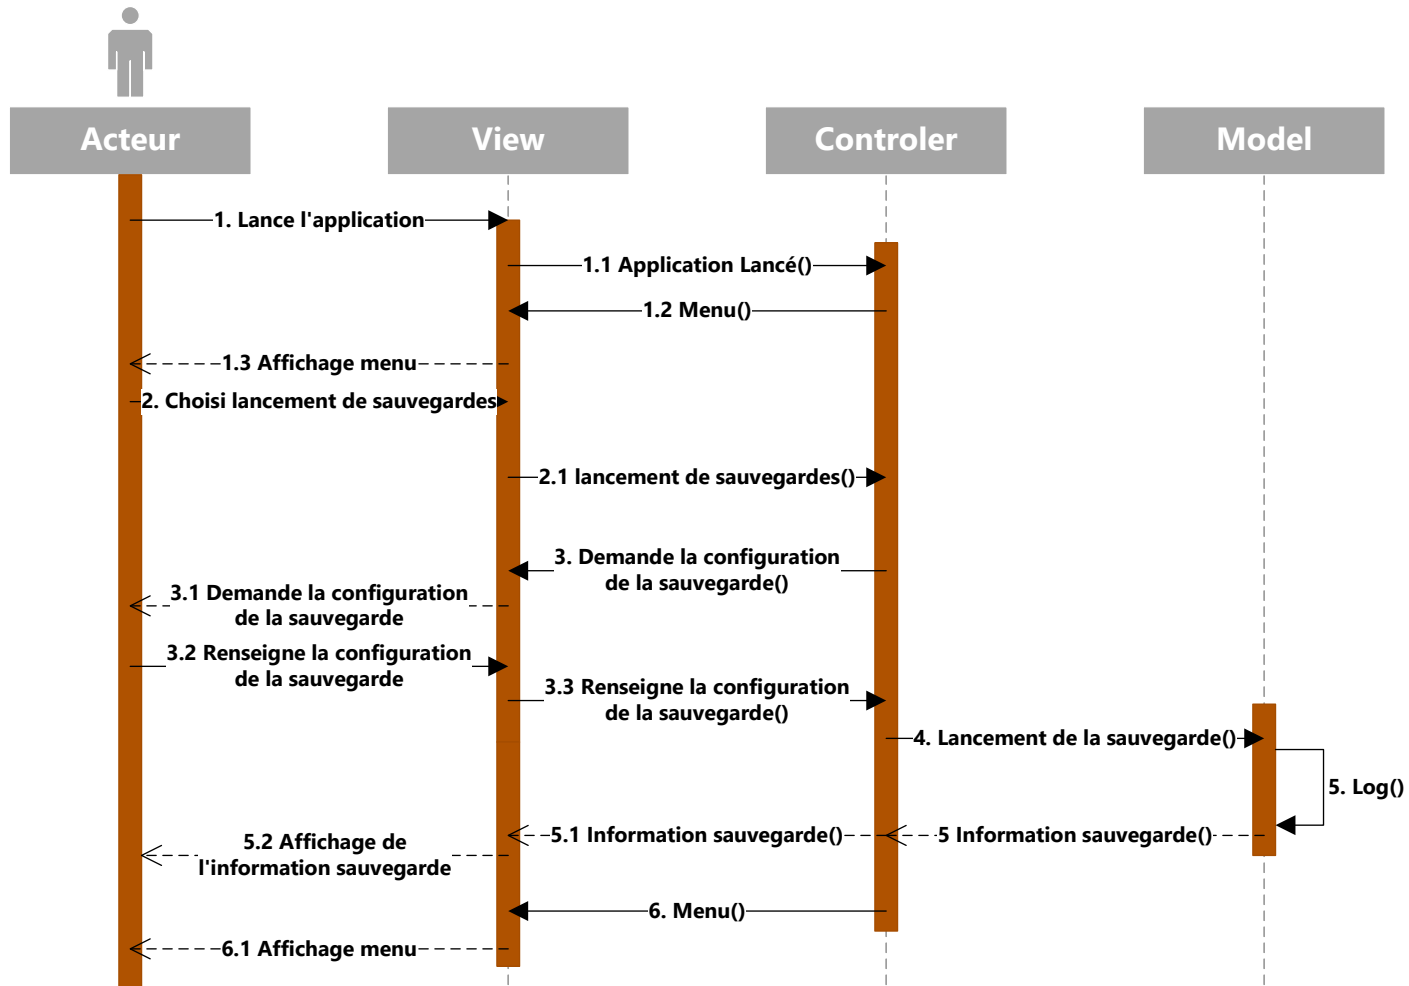 Acteur
View
Controler
Model
1. Lance l'application
1.1 Application Lancé()
1.2 Menu()
1.3 Affichage menu
2. Choisi lancement de sauvegardes
2.1 lancement de sauvegardes()
3. Demande la configuration
de la sauvegarde()
3.1 Demande la configuration
de la sauvegarde
3.2 Renseigne la configuration
de la sauvegarde
3.3 Renseigne la configuration
de la sauvegarde()
4. Lancement de la sauvegarde()
5. Log()
5 Information sauvegarde()
5.1 Information sauvegarde()
5.2 Affichage de
l'information sauvegarde
6. Menu()
6.1 Affichage menu